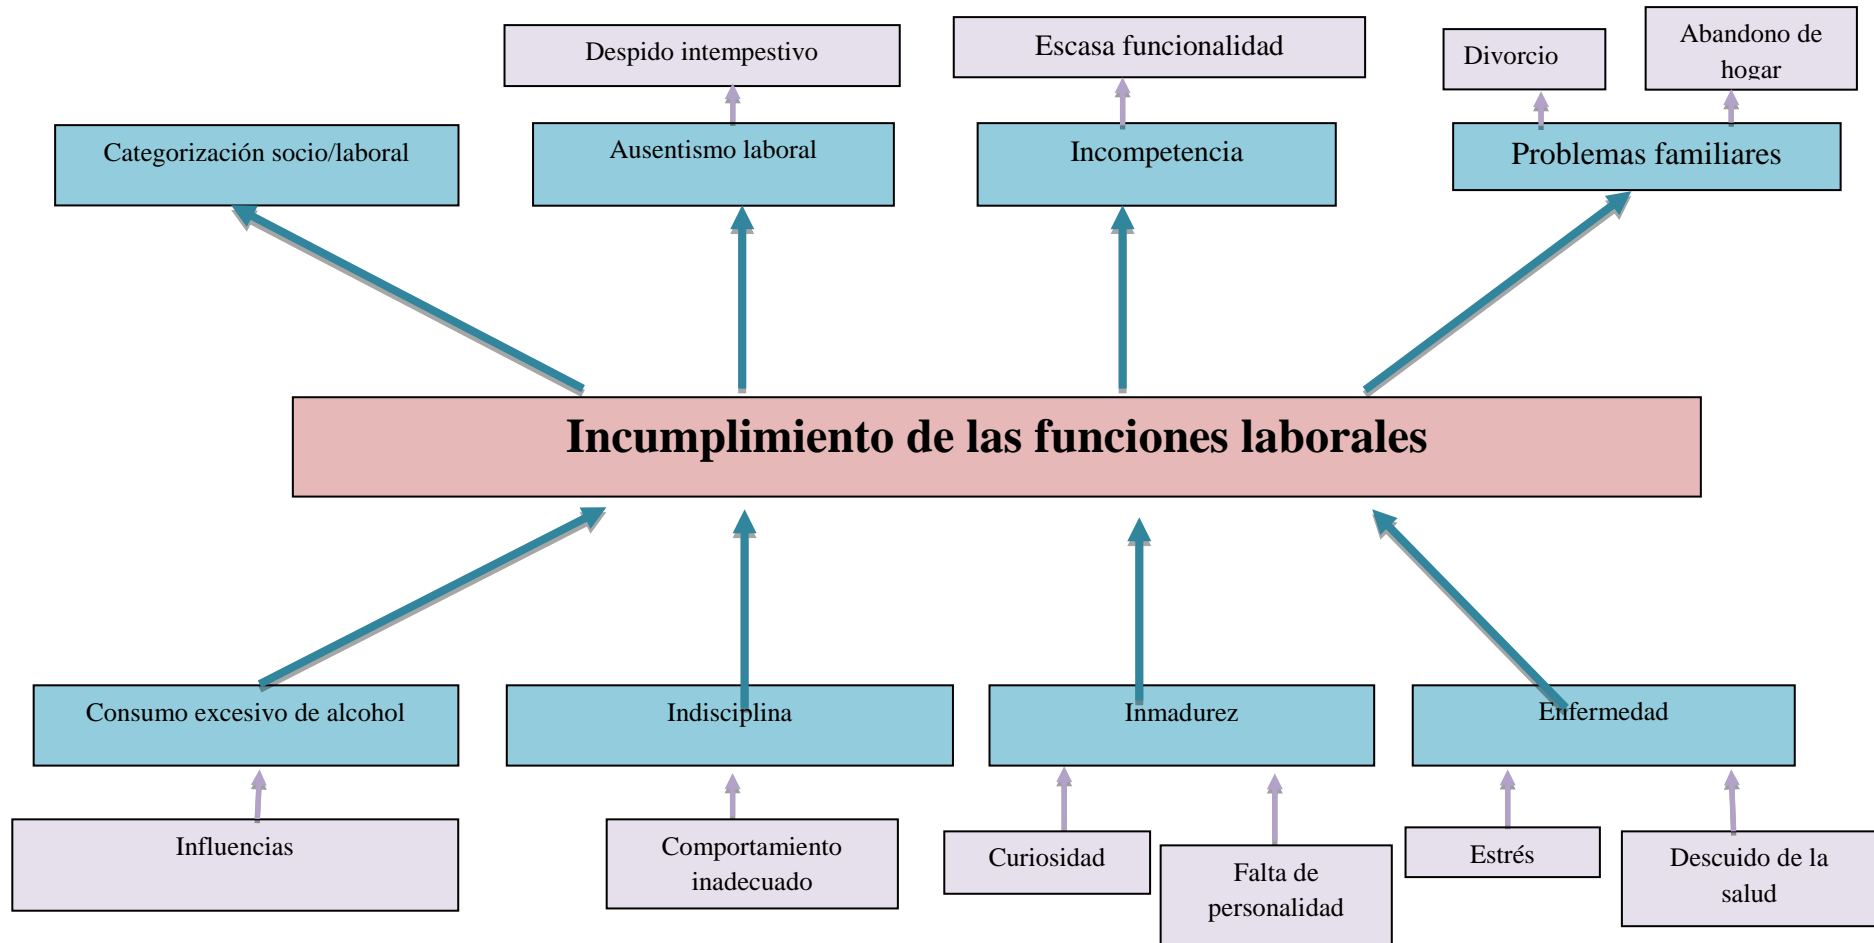 Despido intempestivo
Escasa funcionalidad
Divorcio
Abandono de
hogar
Categorización socio/laboral
Ausentismo laboral
Incompetencia
Problemas familiares
Incumplimiento de las funciones laborales
Consumo excesivo de alcohol
Indisciplina
Inmadurez
Enfermedad
Influencias
Comportamiento
inadecuado
Curiosidad
Falta de
personalidad
Estrés
Descuido de la
salud